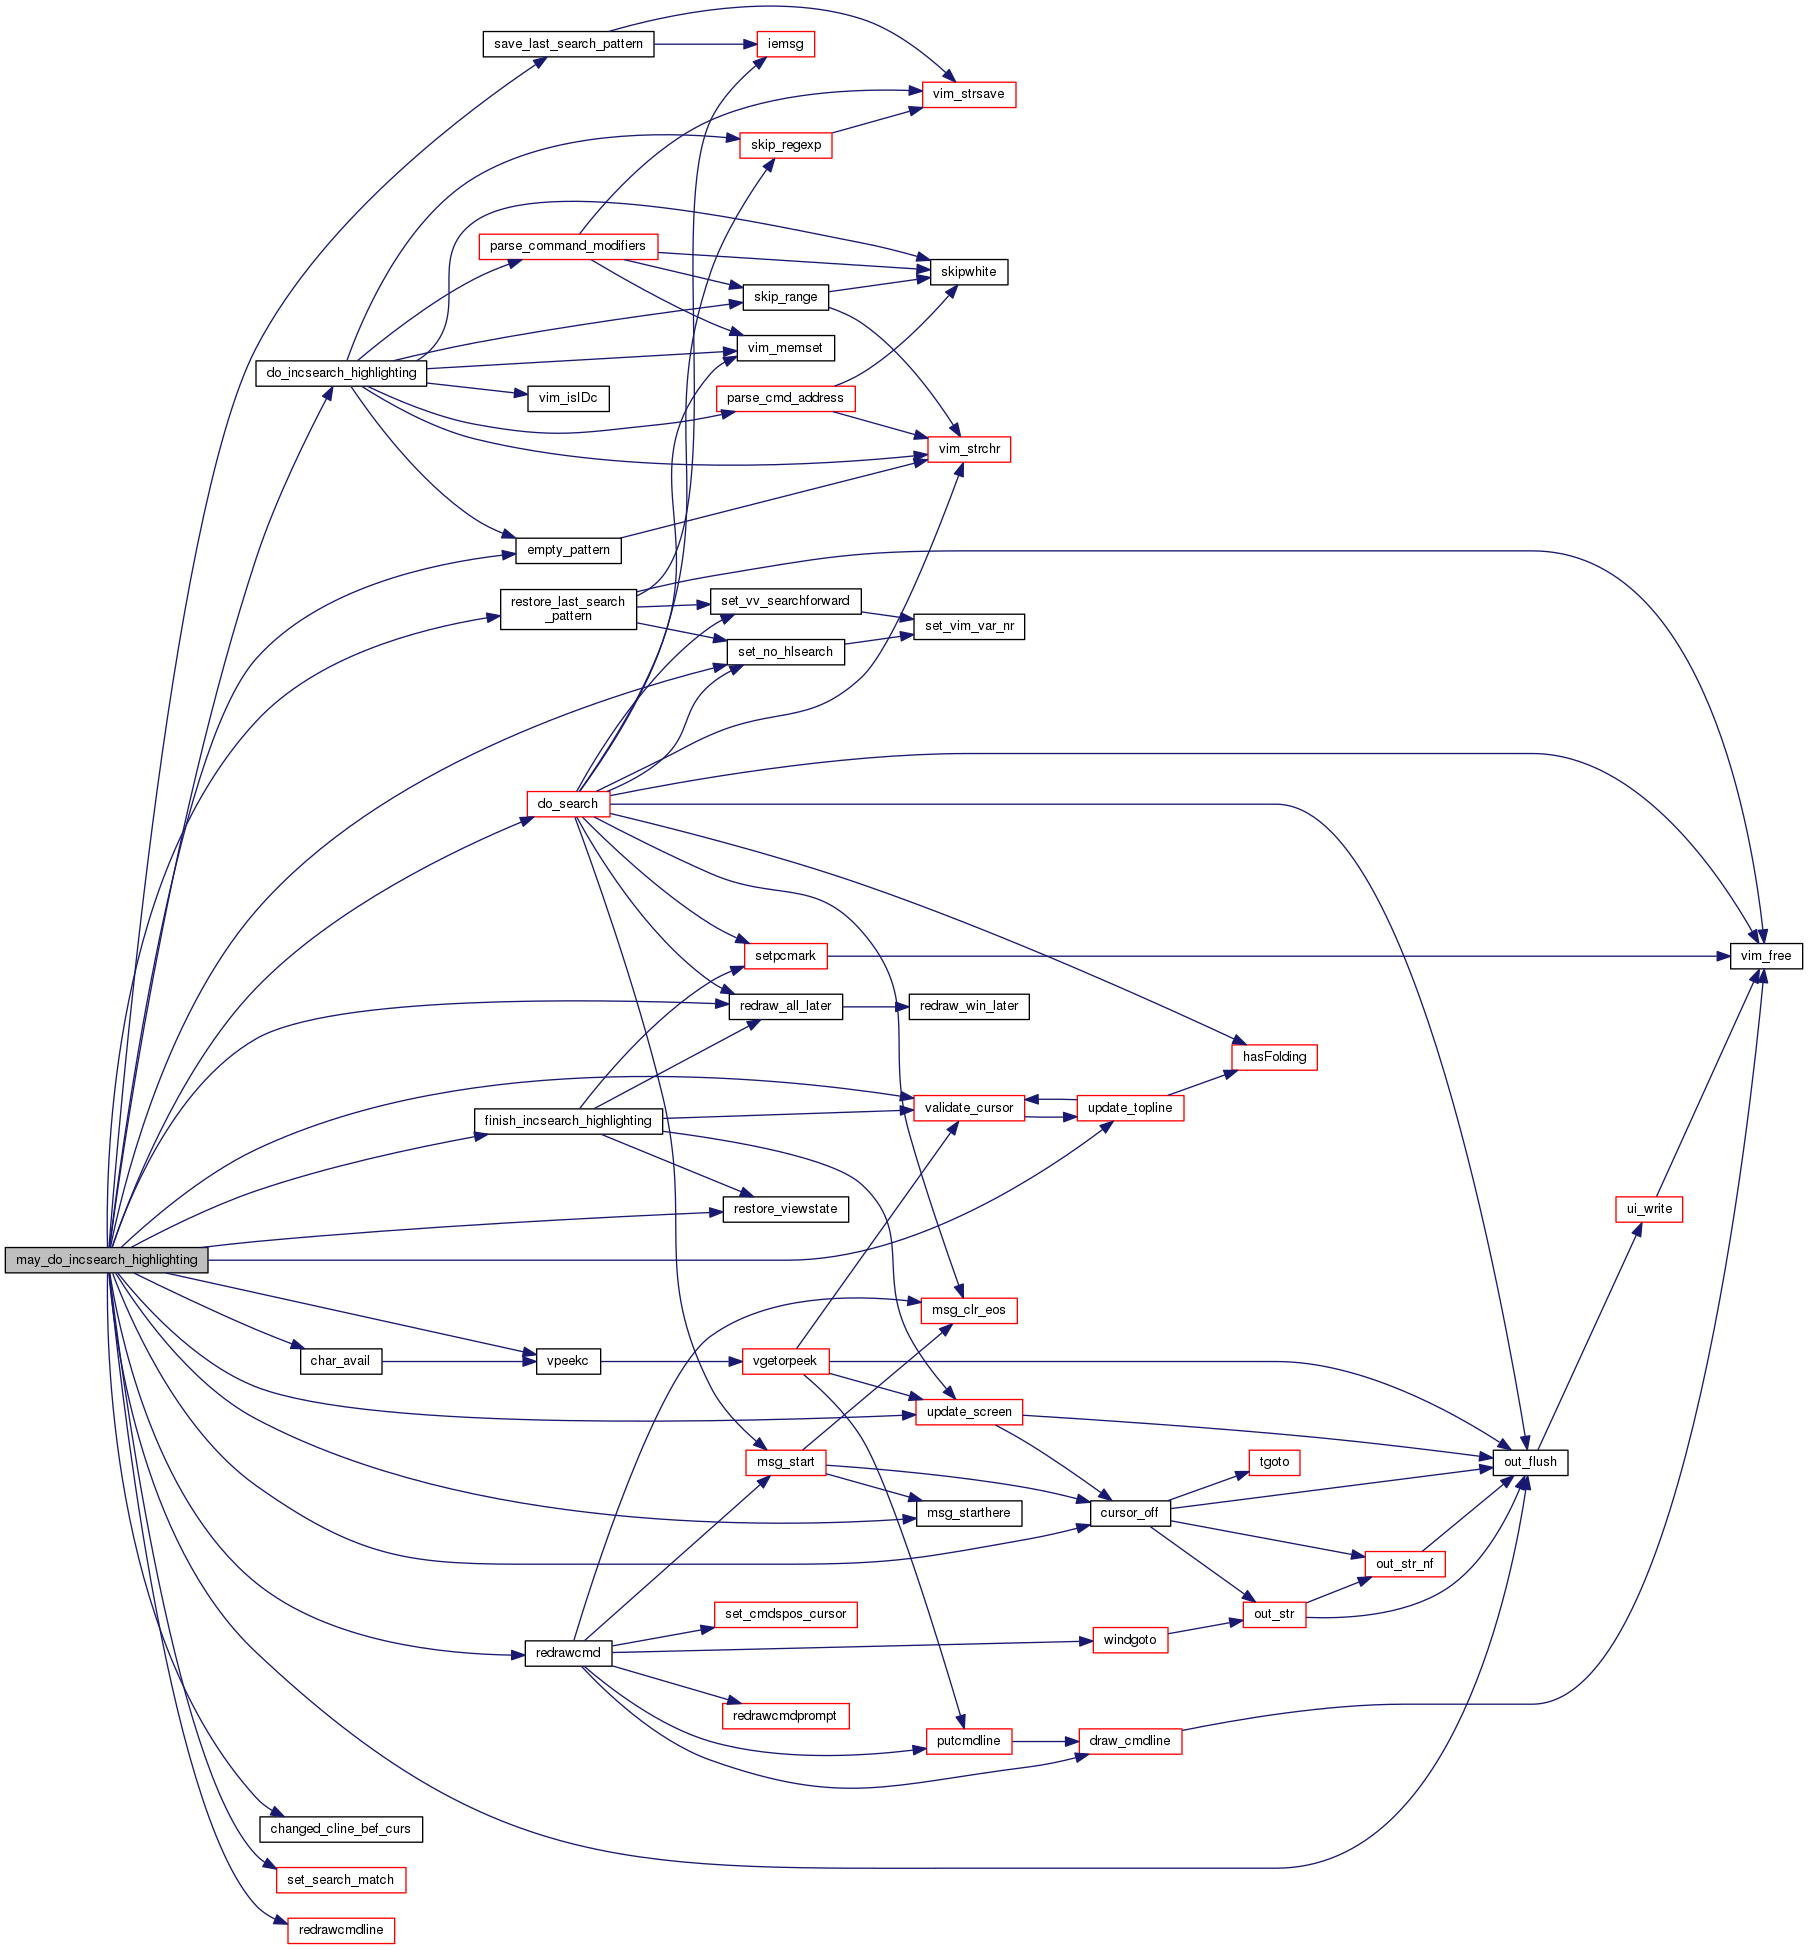 save_last_search_pattern
iemsg
vim_strsave
skip_regexp
parse_command_modifiers
skipwhite
skip_range
vim_memset
do_incsearch_highlighting
vim_isIDc
parse_cmd_address
vim_strchr
empty_pattern
restore_last_search
_pattern
set_vv_searchforward
set_vim_var_nr
set_no_hlsearch
do_search
setpcmark
vim_free
redraw_all_later
redraw_win_later
hasFolding
validate_cursor
update_topline
finish_incsearch_highlighting
restore_viewstate
ui_write
may_do_incsearch_highlighting
msg_clr_eos
char_avail
vpeekc
vgetorpeek
update_screen
msg_start
tgoto
out_flush
msg_starthere
cursor_off
out_str_nf
set_cmdspos_cursor
out_str
redrawcmd
windgoto
redrawcmdprompt
putcmdline
draw_cmdline
changed_cline_bef_curs
set_search_match
redrawcmdline